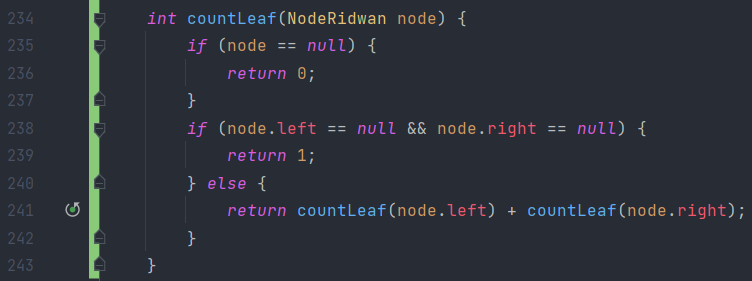 234 int countLeaf(NodeRidwan node) {
235 if (node == null) {
236 return 0;
237 }
238 if (node.left == null && node.right == null) {
239 return 1;
240 } else {
241 return countLeaf(node.left) + countLeaf(node.right);
242 }
243 }